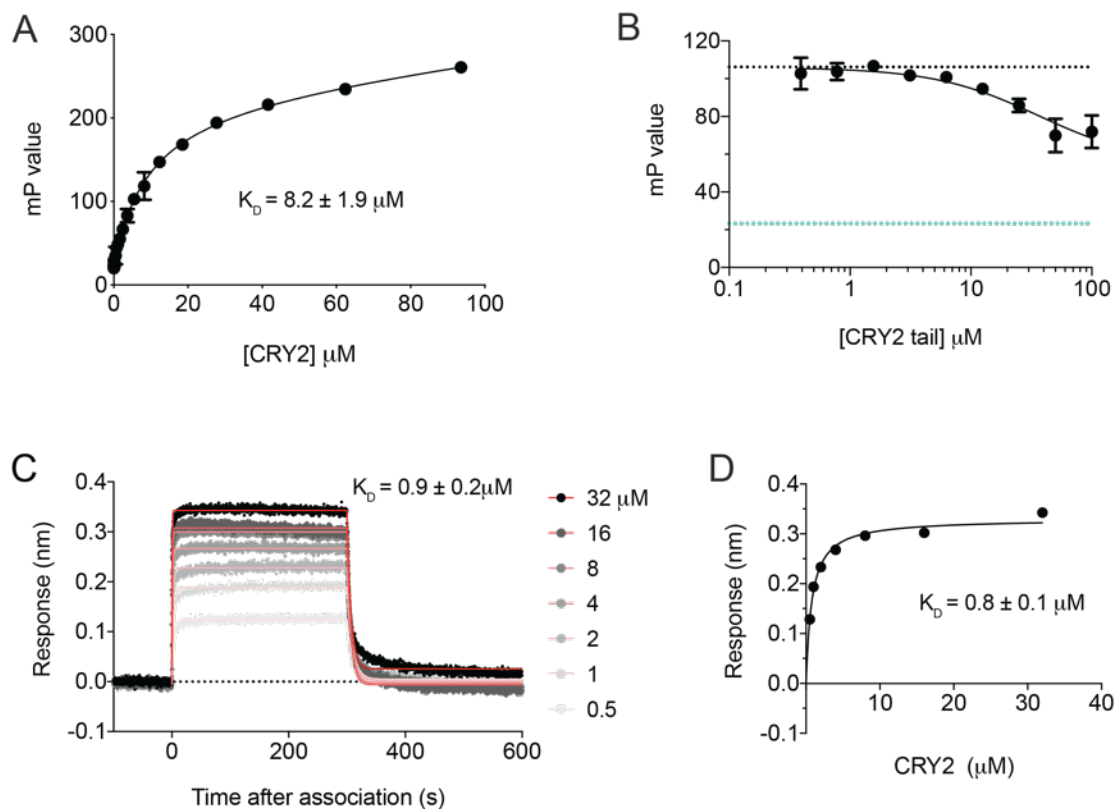 A
300
200
100
0
mP value
K_D = 8.2 ± 1.9 μM
0 20 40 60 80 100
[CRY2] μM
B
120
80
40
0
mP value
0.1 1 10 100
[CRY2 tail] μM
C
0.4
0.3
0.2
0.1
0.0
-0.1
Response (nm)
K_D = 0.9 ± 0.2μM
0 200 400 600
Time after association (s)
32 μM
16
8
4
2
1
0.5
D
0.4
0.3
0.2
0.1
0.0
-0.1
Response (nm)
K_D = 0.8 ± 0.1 μM
10 20 30 40
CRY2 (μM)